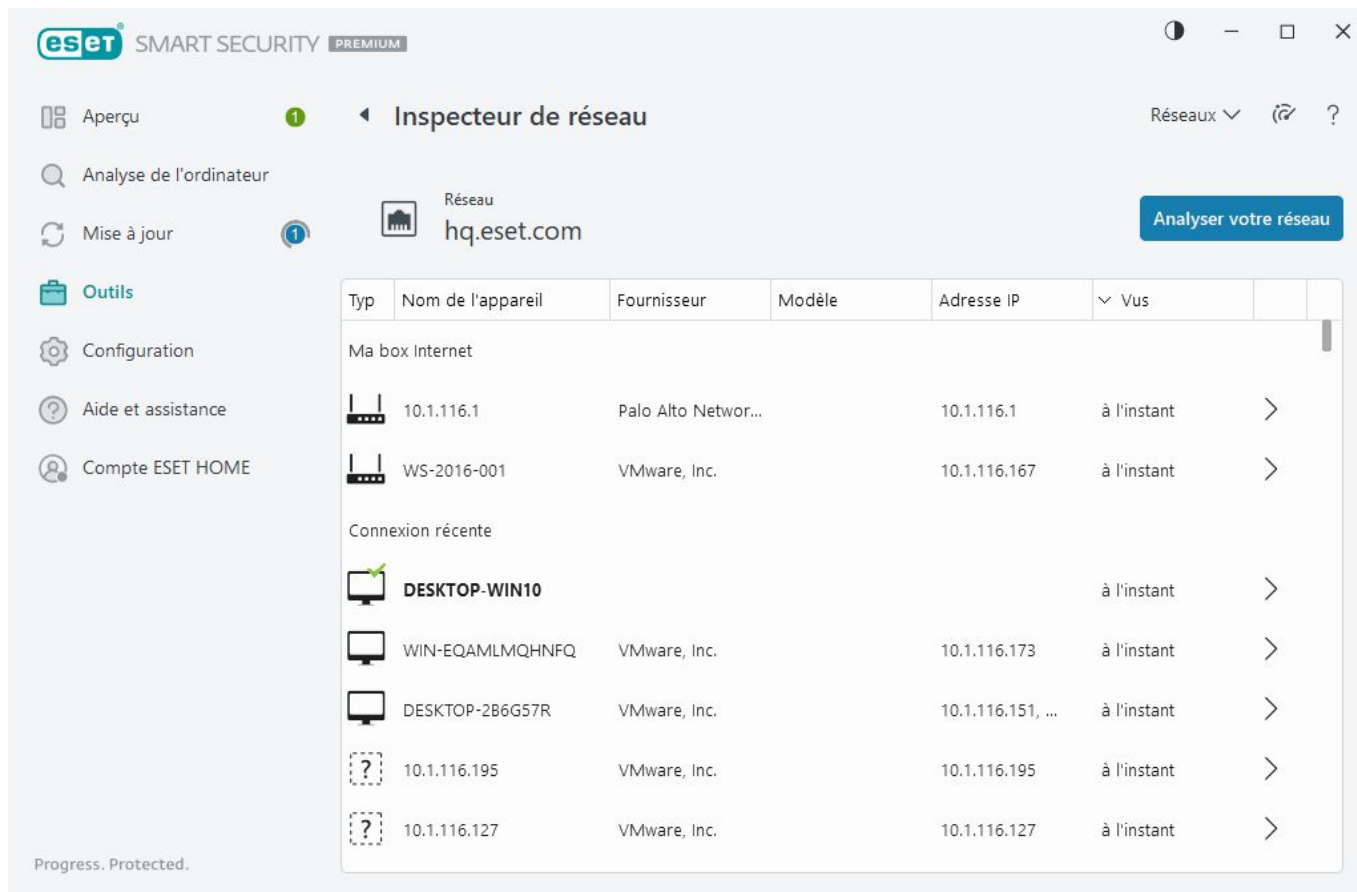 eset® SMART SECURITY PREMIUM
Aperçu 1
Analyse de l'ordinateur
Mise à jour 1
Outils
Configuration
Aide et assistance
Compte ESET HOME
Progress. Protected.
Inspecteur de réseau
Réseaux ?
Réseau
hq.eset.com
Analyser votre réseau
Typ Nom de l'appareil Fournisseur Modèle Adresse IP Vus
Ma box Internet
10.1.116.1 Palo Alto Networ... 10.1.116.1 à l'instant
WS-2016-001 VMware, Inc. 10.1.116.167 à l'instant
Connexion récente
DESKTOP-WIN10 à l'instant
WIN-EQAMLMQHNFQ VMware, Inc. 10.1.116.173 à l'instant
DESKTOP-2B6G57R VMware, Inc. 10.1.116.151, ... à l'instant
? 10.1.116.195 VMware, Inc. 10.1.116.195 à l'instant
? 10.1.116.127 VMware, Inc. 10.1.116.127 à l'instant